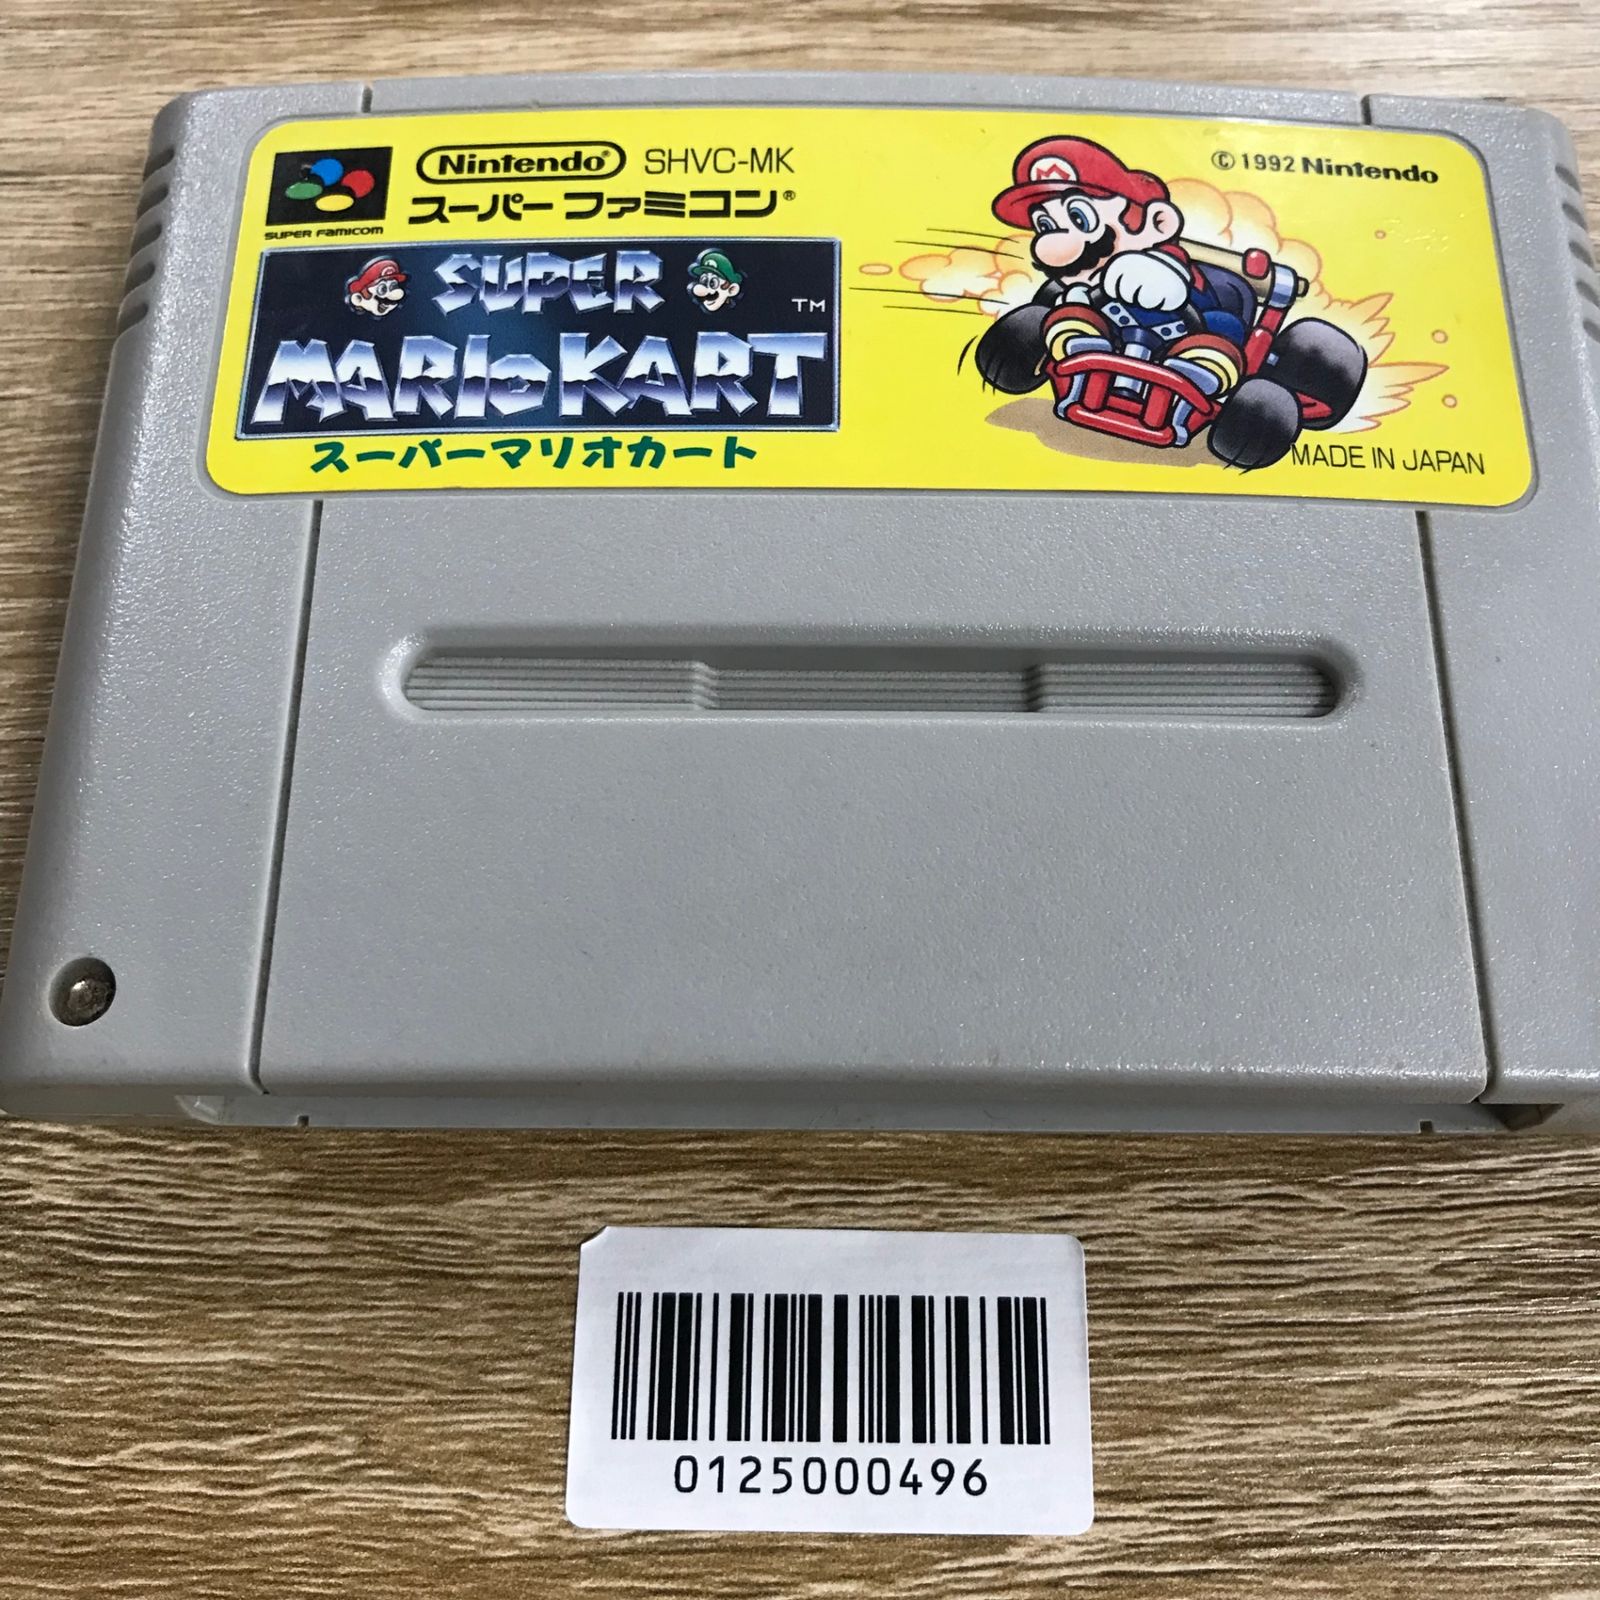 Nintendo® SHVC-MK
スーパーファミコン®
SUPER FAMICOM
© 1992 Nintendo
SUPER
MARIO KART TM
スーパーマリオカート
M
MADE IN JAPAN
0125000496